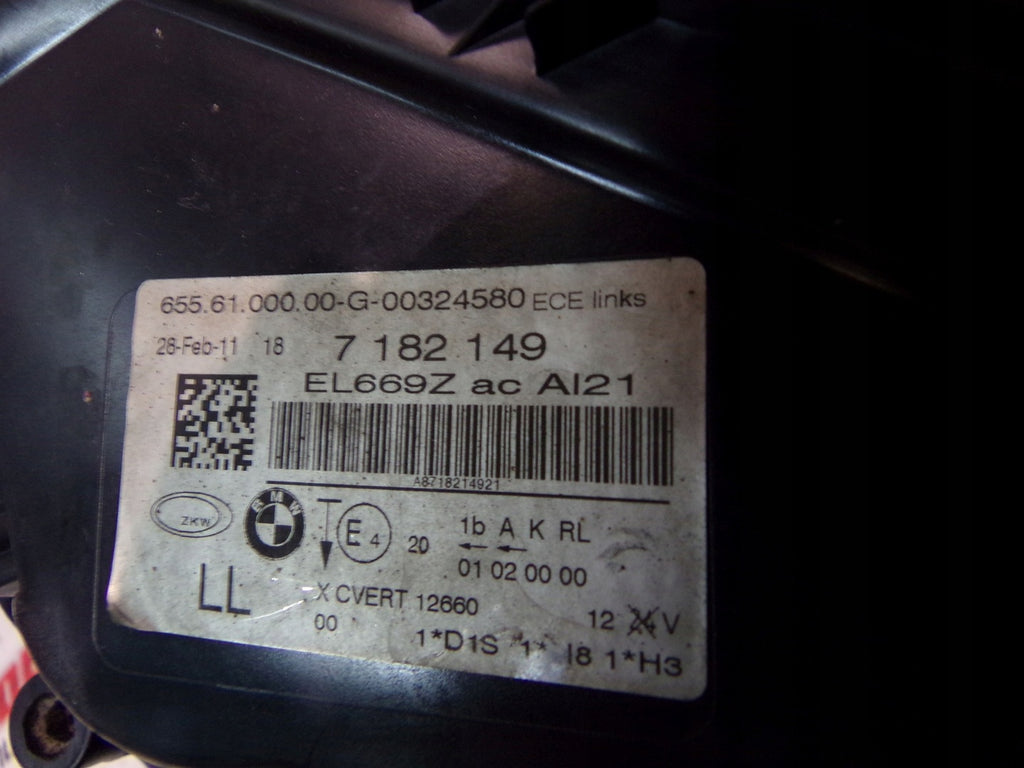 655.61.000.00-G-00324580 ECE links
28-Feb-11 18 7 182 149
EL669Z ac AI21
A8718214921
ZKW BMW E 4 20 1b A K RL
01 02 00 00
LL X CVERT 12660
00 12 24 V
1*D1S 1* I8 1*H3